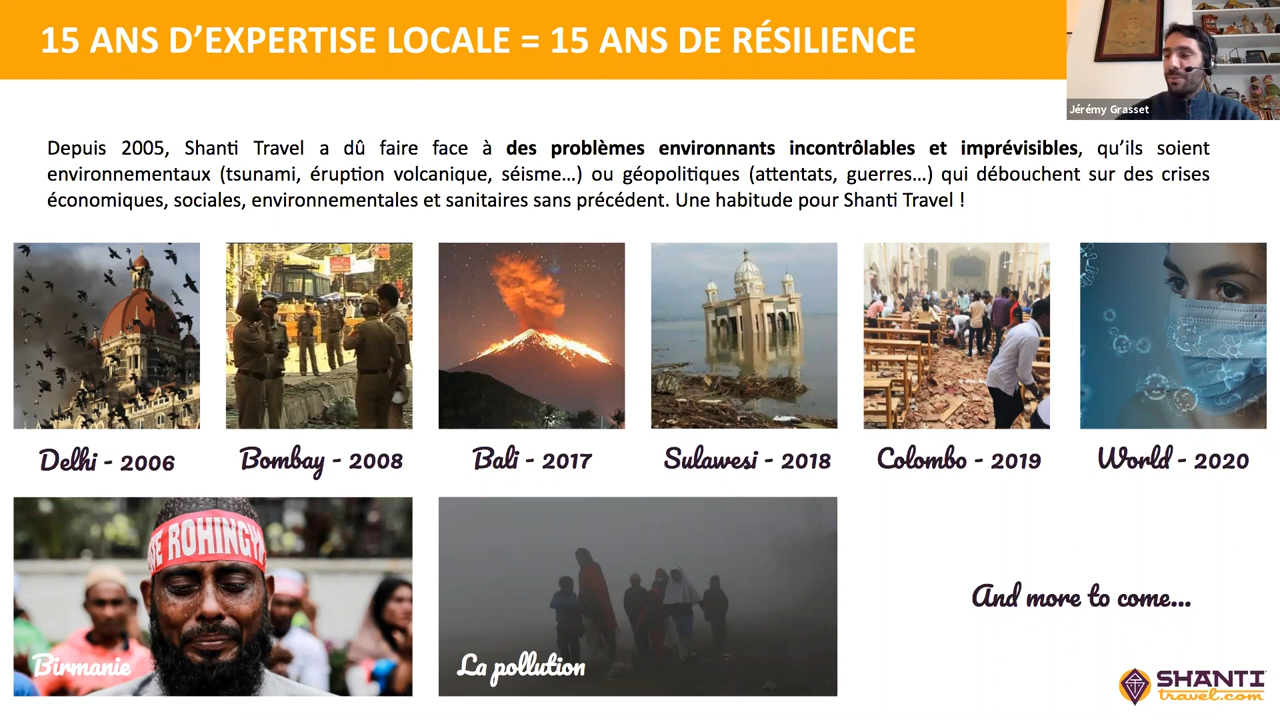 15 ANS D'EXPERTISE LOCALE = 15 ANS DE RÉSILIENCE
Jérémy Grasset
Depuis 2005, Shanti Travel a dû faire face à des problèmes environnants incontrôlables et imprévisibles, qu'ils soient
environnementaux (tsunami, éruption volcanique, séisme...) ou géopolitiques (attentats, guerres...) qui débouchent sur des crises
économiques, sociales, environnementales et sanitaires sans précédent. Une habitude pour Shanti Travel !
Delhi - 2006
Bombay - 2008
Bali - 2017
Sulawesi - 2018
Colombo - 2019
World - 2020
ROHINGYA
Birmanie
La pollution
And more to come...
SHANTI
travel.com